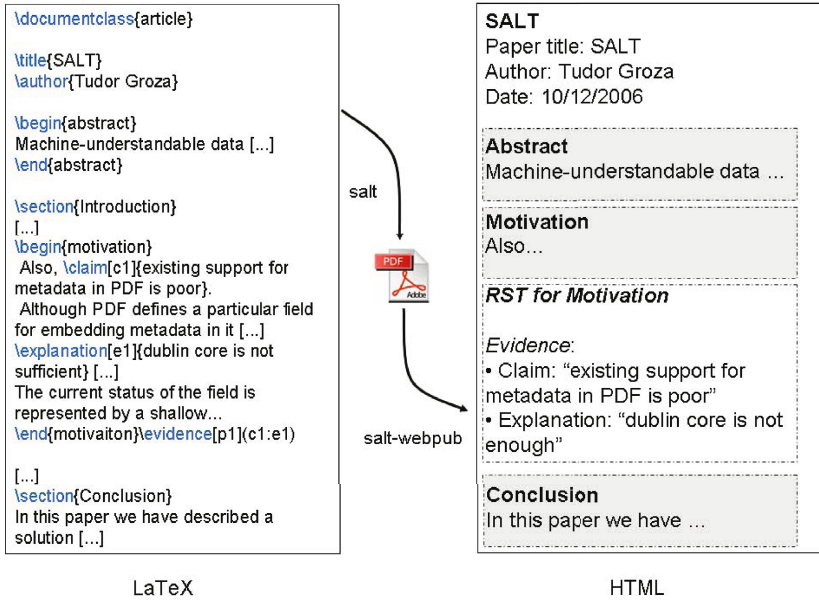 \documentclass{article}
\title{SALT}
\author{Tudor Groza}
\begin{abstract}
Machine-understandable data [...]
\end{abstract}
\section{Introduction}
[...]
\begin{motivation}
Also, \claim[c1]{existing support for
metadata in PDF is poor}.
Although PDF defines a particular field
for embedding metadata in it [...]
\explanation[e1]{dublin core is not
sufficient} [...]
The current status of the field is
represented by a shallow...
\end{motivaiton}\evidence[p1](c1:e1)
[...]
\section{Conclusion}
In this paper we have described a
solution [...]
LaTeX
salt
PDF
Adobe
salt-webpub
SALT
Paper title: SALT
Author: Tudor Groza
Date: 10/12/2006
Abstract
Machine-understandable data ...
Motivation
Also...
RST for Motivation
Evidence:
• Claim: “existing support for
metadata in PDF is poor”
• Explanation: “dublin core is not
enough”
Conclusion
In this paper we have ...
HTML